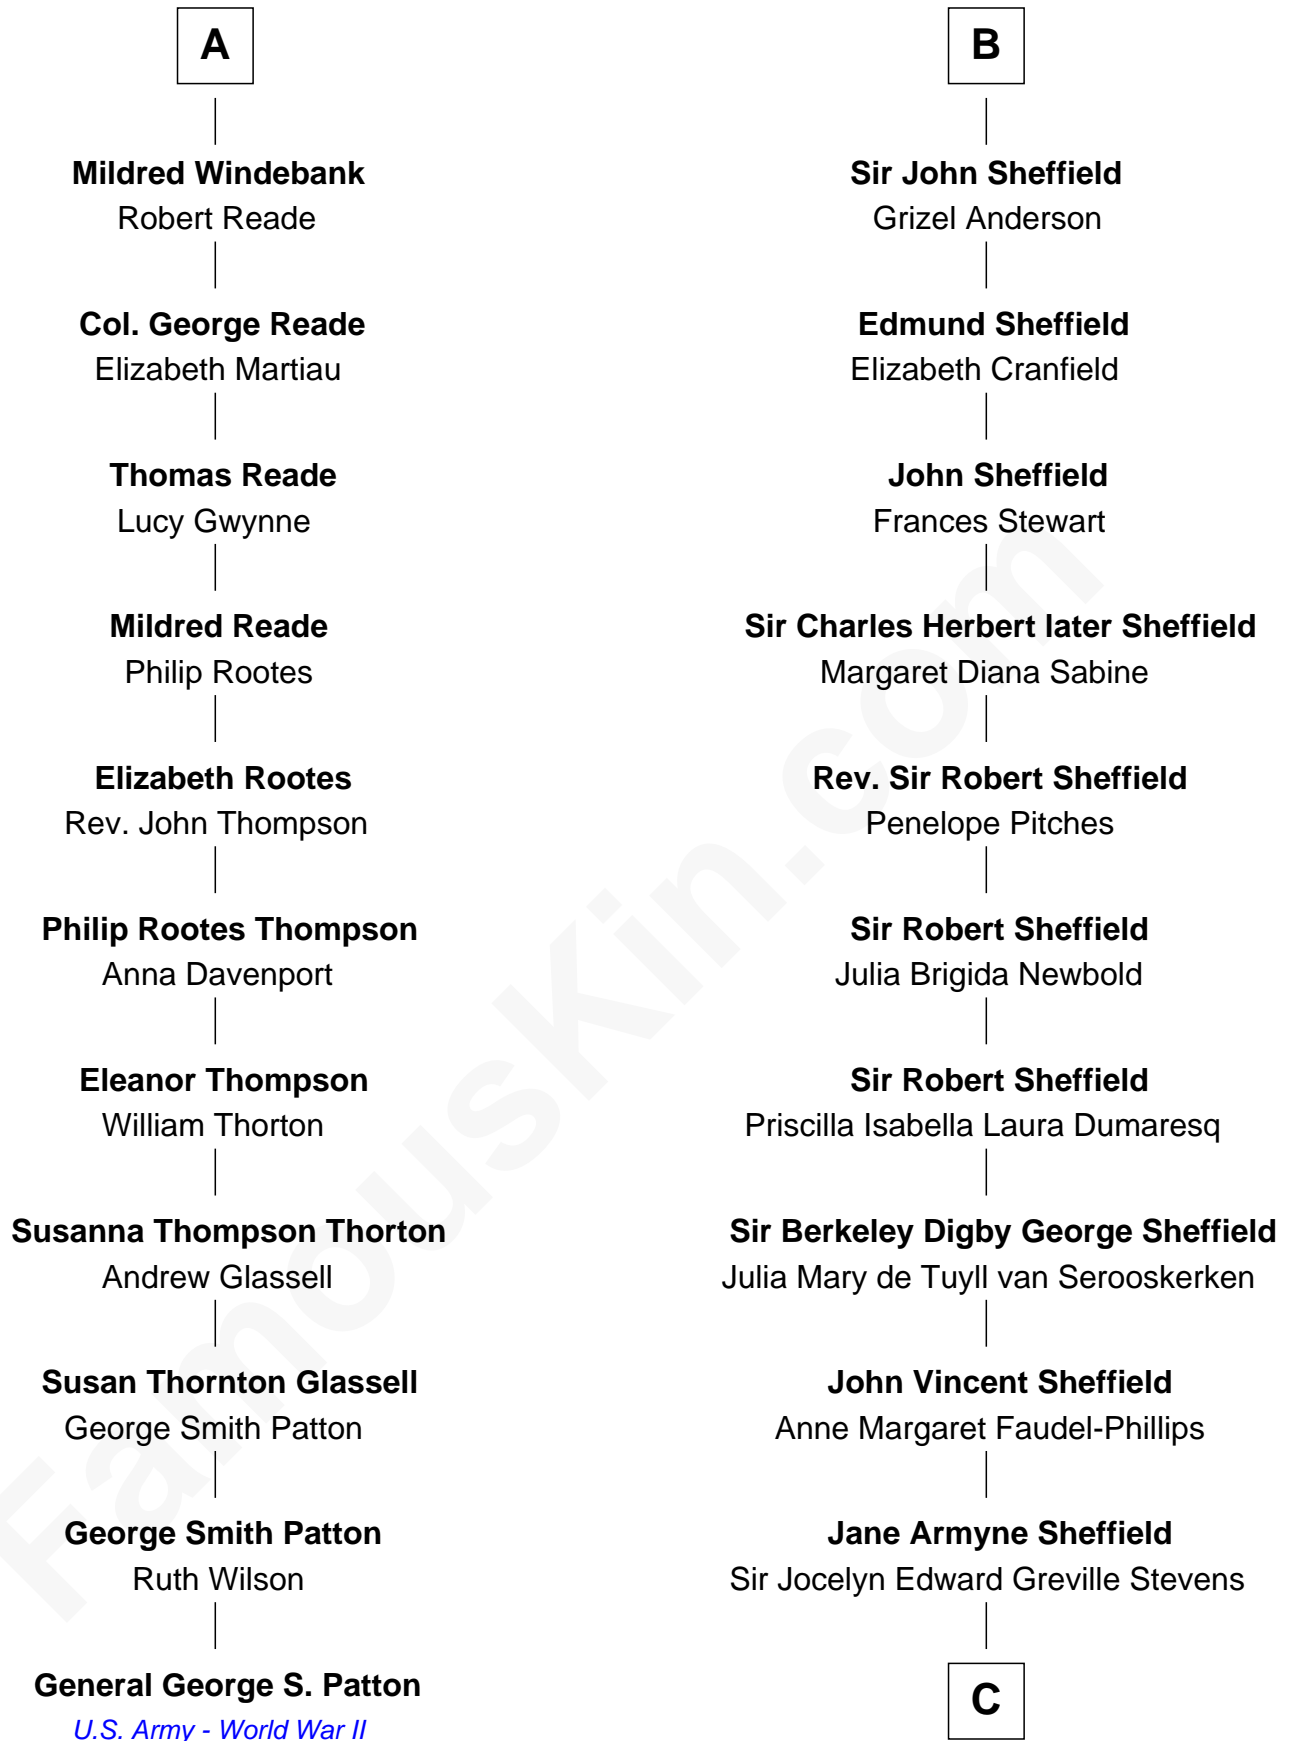 A
Mildred Windebank
Robert Reade
Col. George Reade
Elizabeth Martiau
Thomas Reade
Lucy Gwynne
Mildred Reade
Philip Rootes
Elizabeth Rootes
Rev. John Thompson
Philip Rootes Thompson
Anna Davenport
Eleanor Thompson
William Thorton
Susanna Thompson Thorton
Andrew Glassell
Susan Thornton Glassell
George Smith Patton
George Smith Patton
Ruth Wilson
General George S. Patton
U.S. Army - World War II
B
Sir John Sheffield
Grizel Anderson
Edmund Sheffield
Elizabeth Cranfield
John Sheffield
Frances Stewart
Sir Charles Herbert later Sheffield
Margaret Diana Sabine
Rev. Sir Robert Sheffield
Penelope Pitches
Sir Robert Sheffield
Julia Brigida Newbold
Sir Robert Sheffield
Priscilla Isabella Laura Dumaresq
Sir Berkeley Digby George Sheffield
Julia Mary de Tuyll van Serooskerken
John Vincent Sheffield
Anne Margaret Faudel-Phillips
Jane Armyne Sheffield
Sir Jocelyn Edward Greville Stevens
C
FamousKin.com